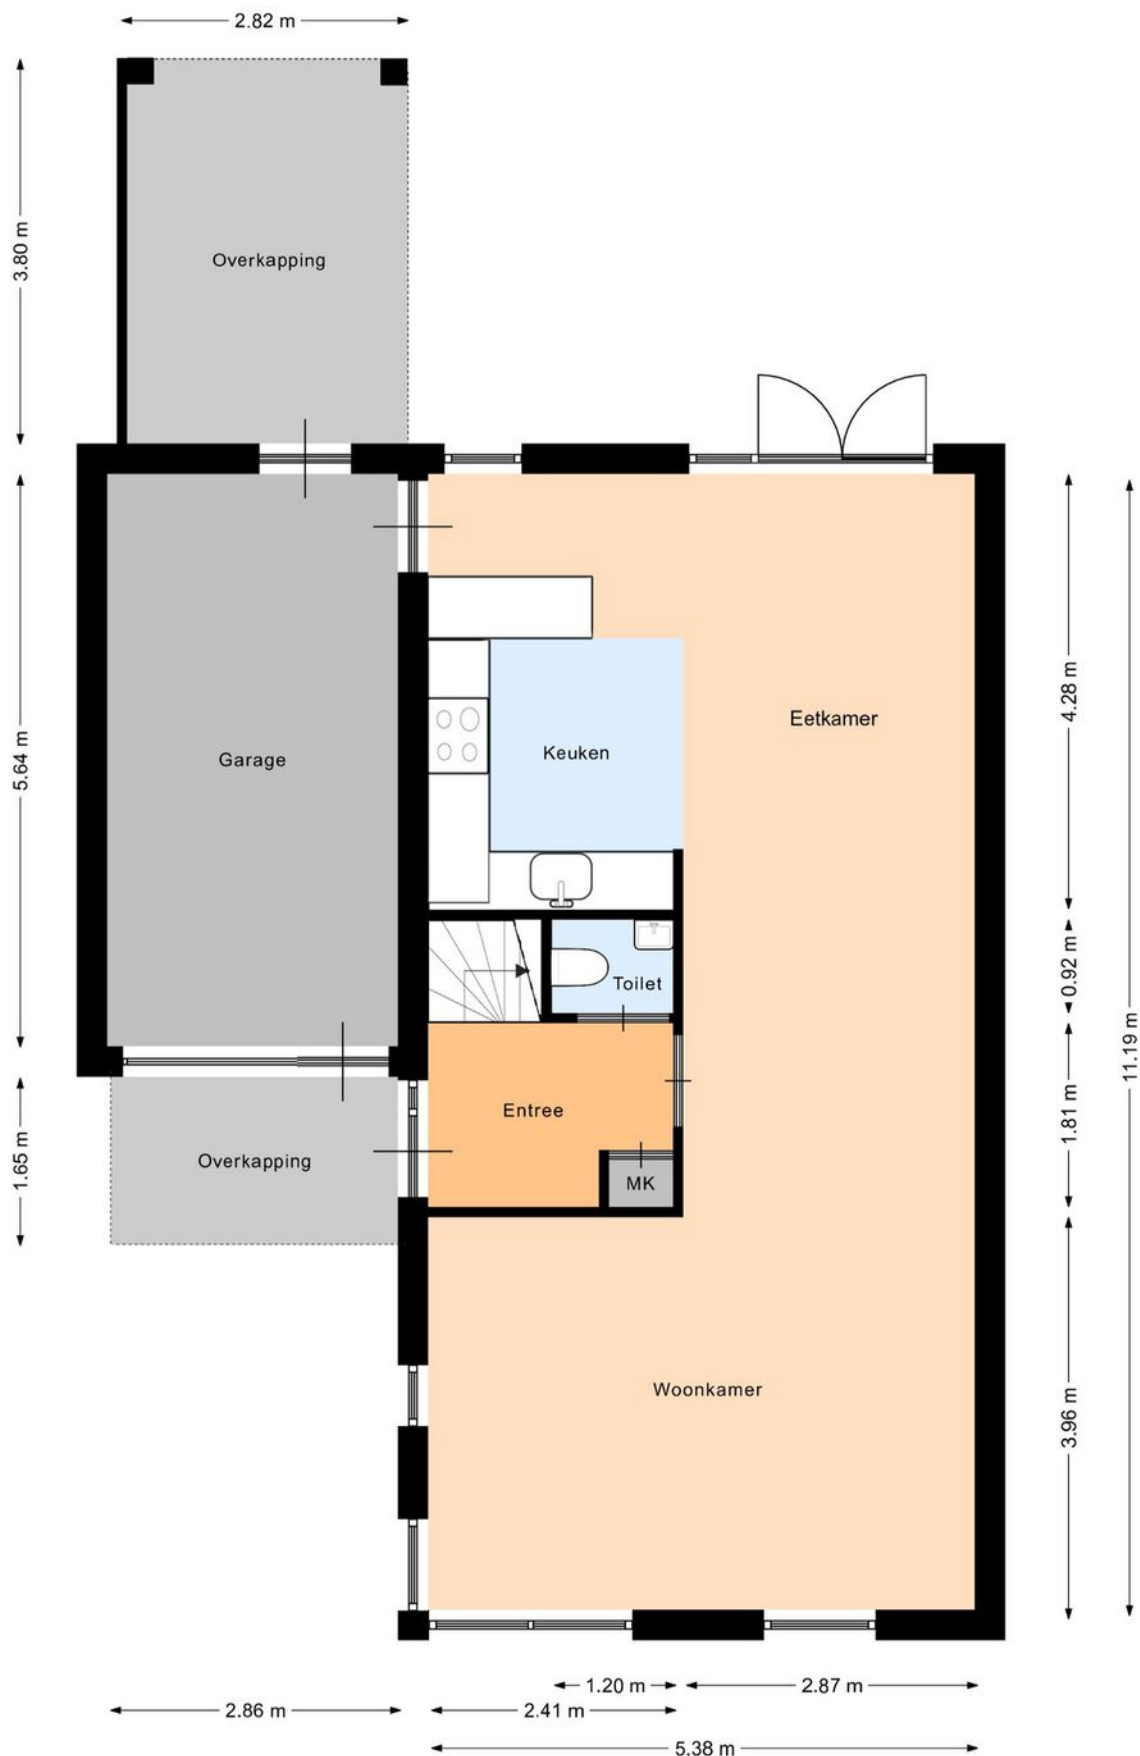 2.82 m
3.80 m
Overkapping
Eetkamer
4.28 m
Keuken
Garage
5.64 m
0.92 m
Toilet
11.19 m
Entree
1.81 m
Overkapping
1.65 m
MK
Woonkamer
3.96 m
1.20 m
2.87 m
2.86 m
2.41 m
5.38 m